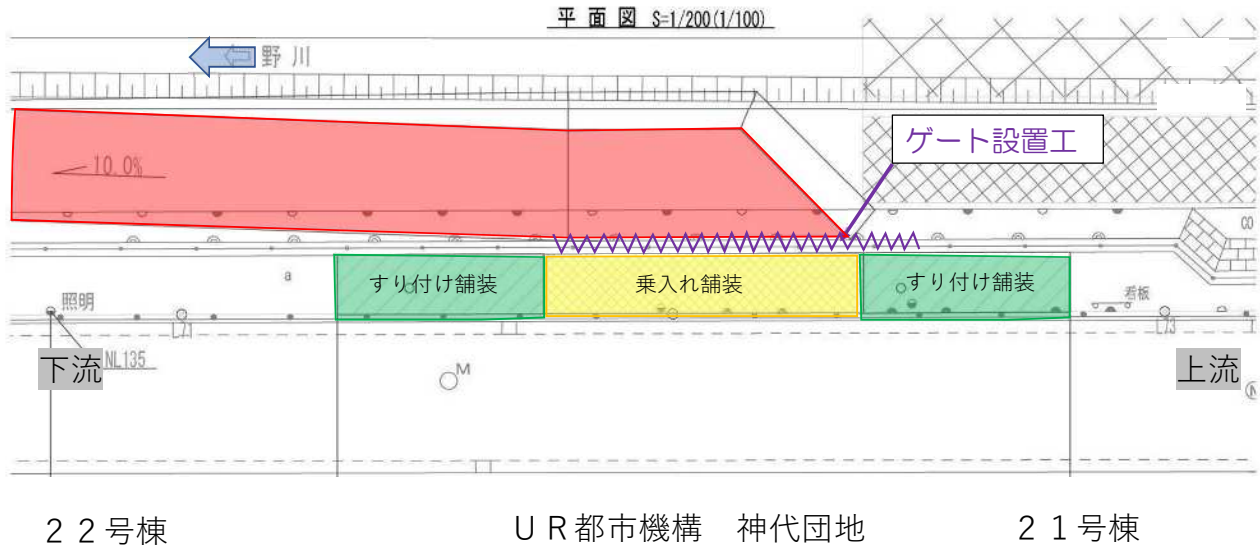 平面図 S=1/200(1/100)
野川
ゲート設置工
10.0%
CO
a
すり付け舗装
乗入れ舗装
すり付け舗装
照明
看板
L71
L73
下流
NL135
上流
M
22号棟
UR都市機構 神代団地
21号棟